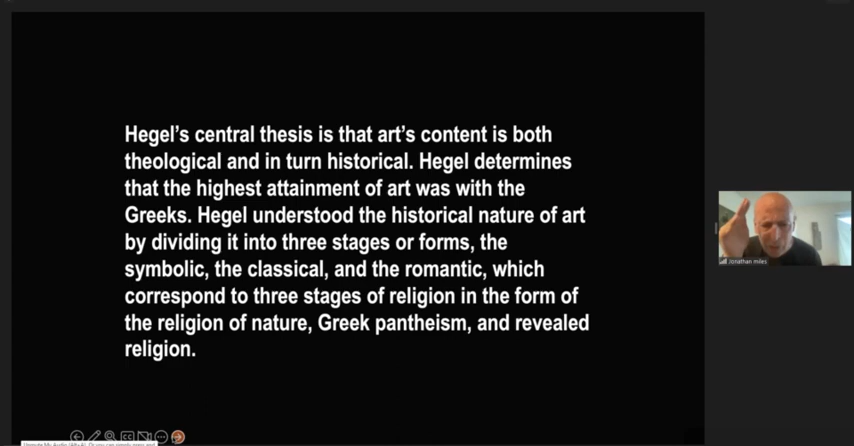 Hegel's central thesis is that art's content is both
theological and in turn historical. Hegel determines
that the highest attainment of art was with the
Greeks. Hegel understood the historical nature of art
by dividing it into three stages or forms, the
symbolic, the classical, and the romantic, which
correspond to three stages of religion in the form of
the religion of nature, Greek pantheism, and revealed
religion.
Jonathan miles